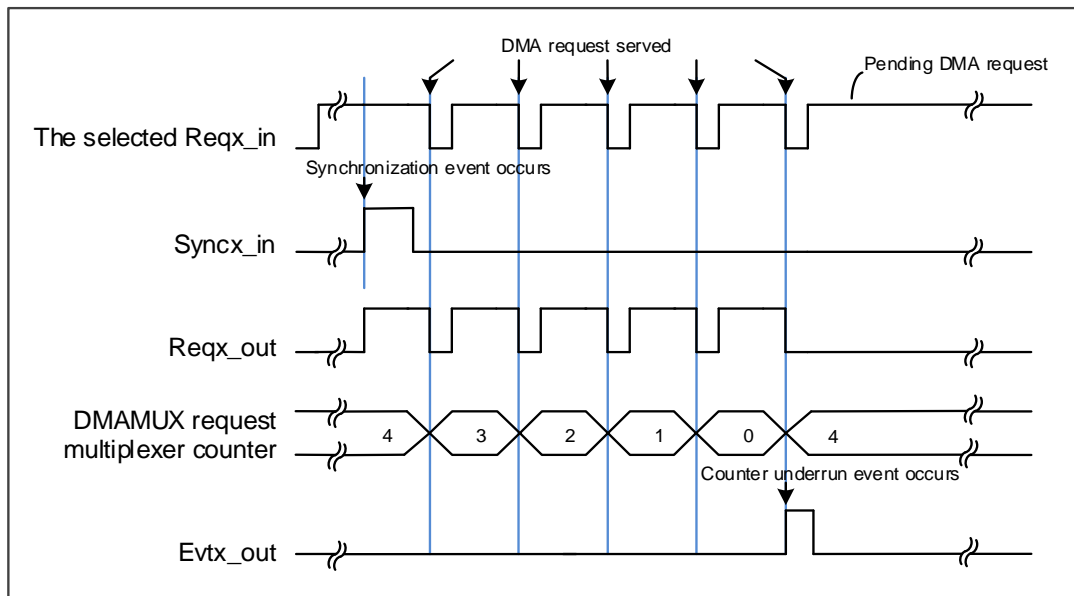 DMA request served
Pending DMA request
The selected Reqx_in
Synchronization event occurs
Syncx_in
Reqx_out
DMAMUX request
multiplexer counter
4 3 2 1 0 4
Counter underrun event occurs
Evtx_out